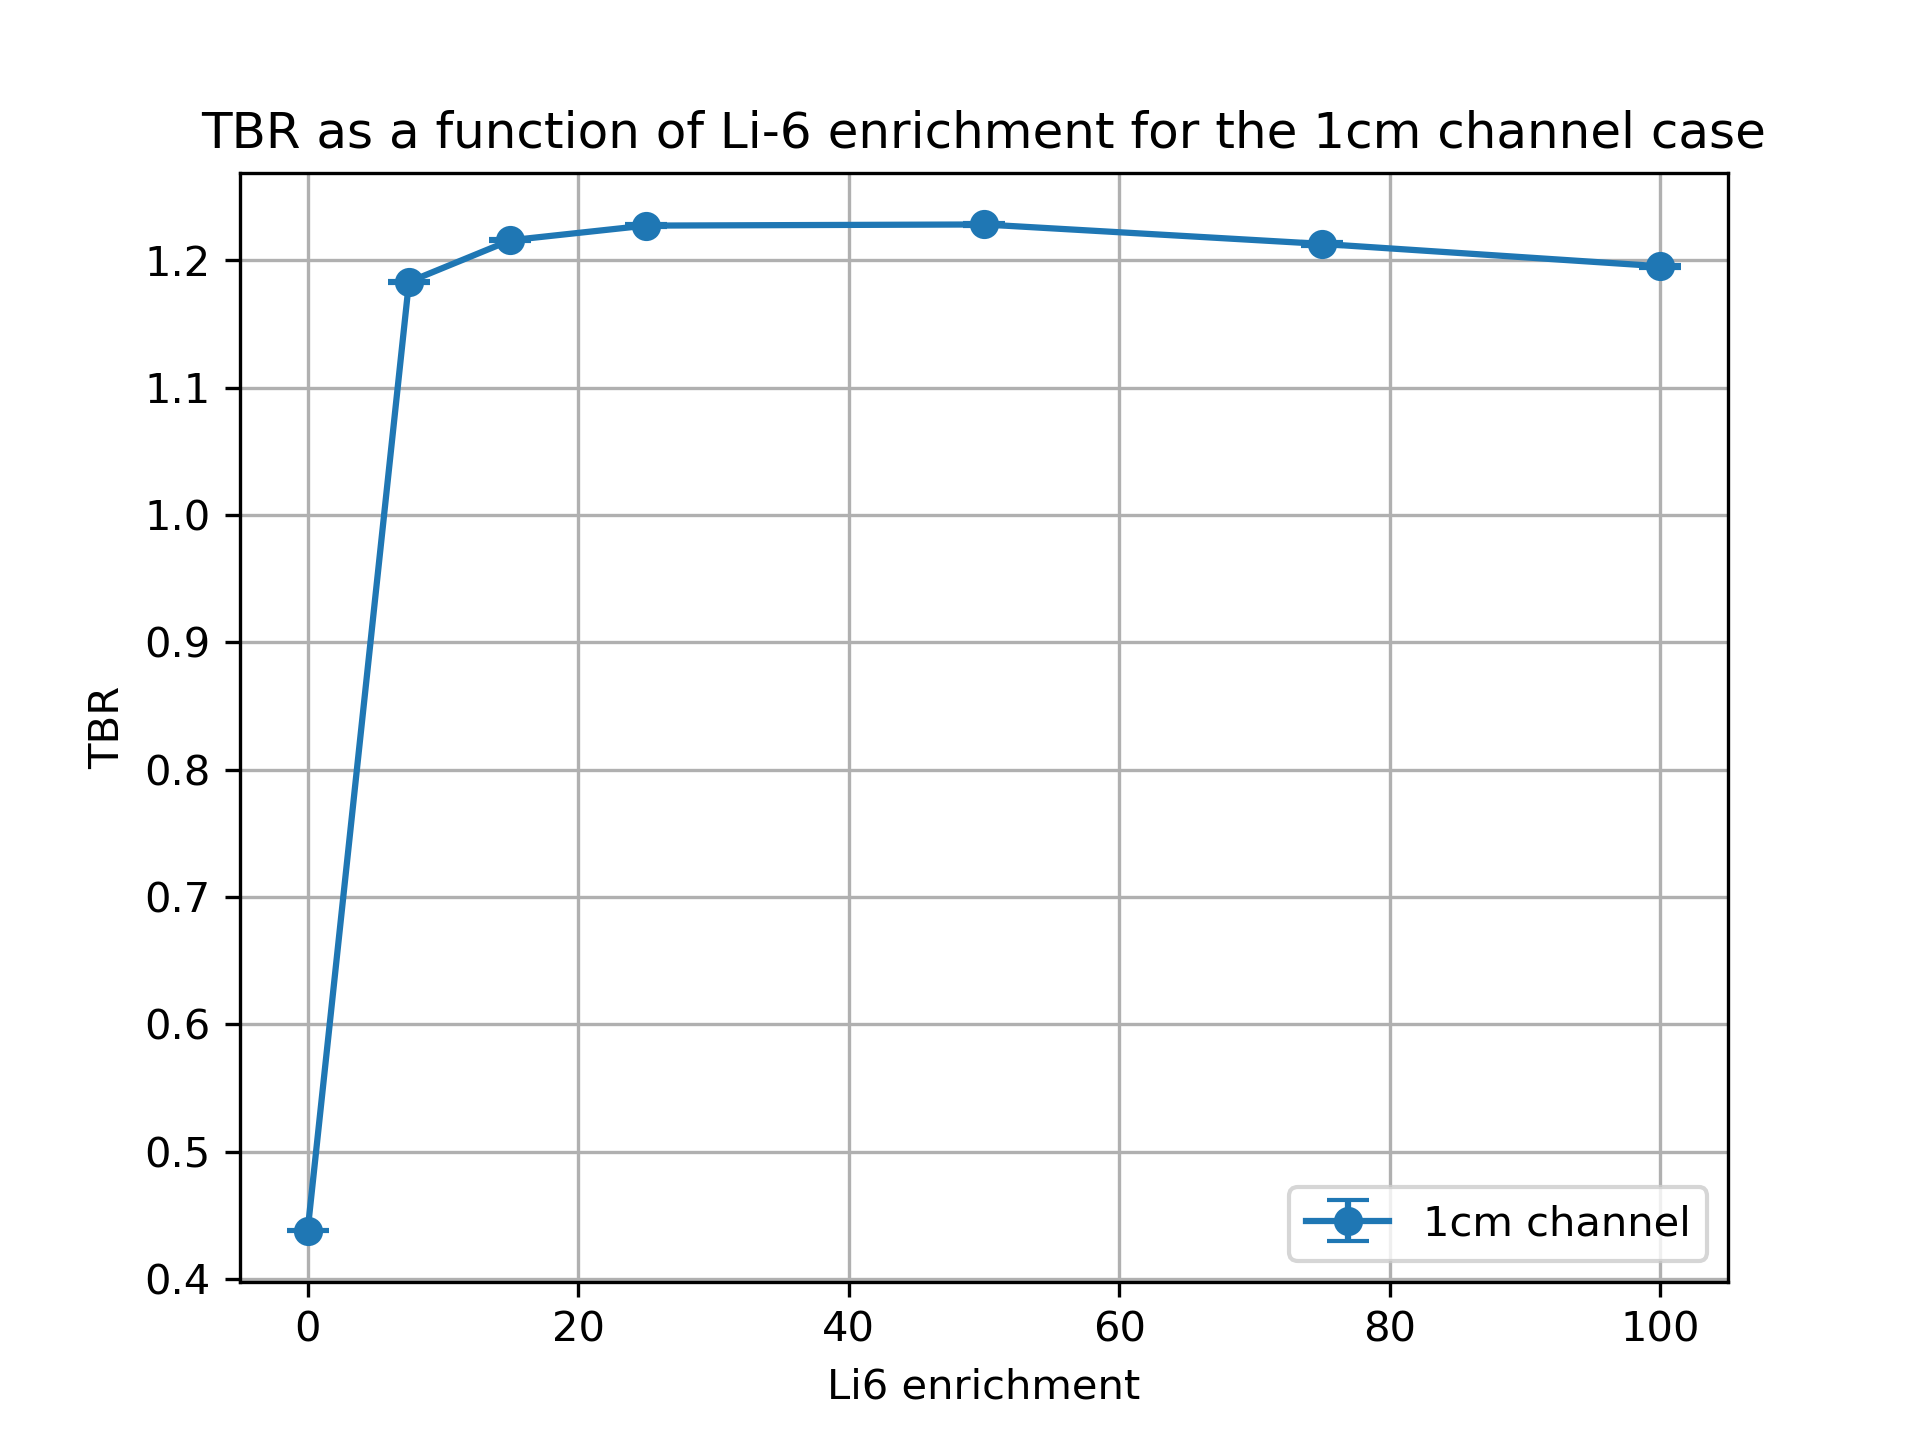 TBR as a function of Li-6 enrichment for the 1cm channel case
1.2
1.1
1.0
0.9
0.8
0.7
0.6
0.5
0.4
TBR
1cm channel
0 20 40 60 80 100
Li6 enrichment